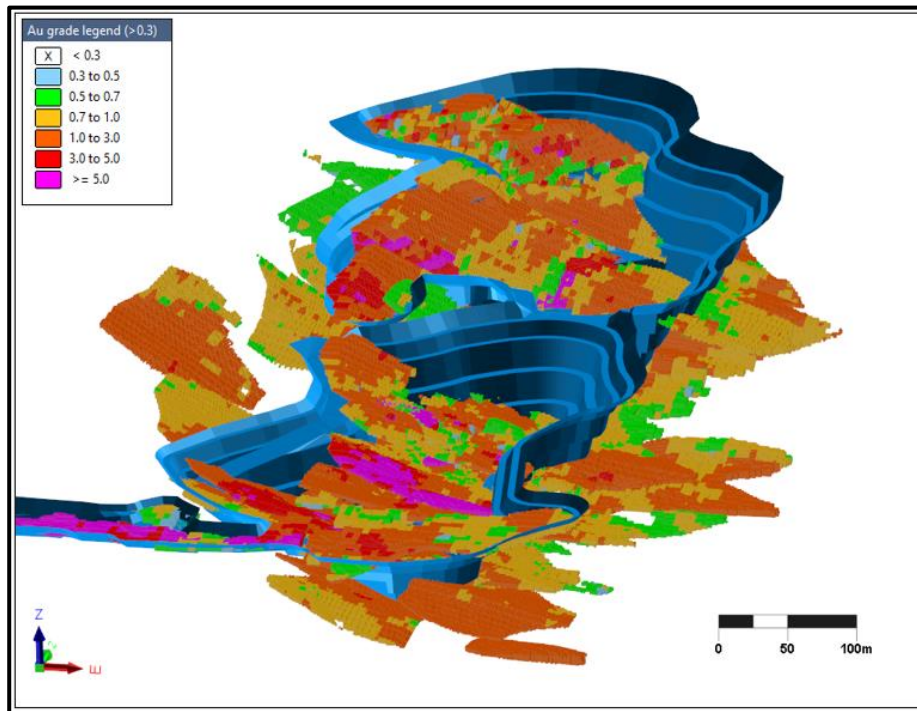 Au grade legend (>0.3)
X < 0.3
0.3 to 0.5
0.5 to 0.7
0.7 to 1.0
1.0 to 3.0
3.0 to 5.0
>= 5.0
Z
E
0 50 100m